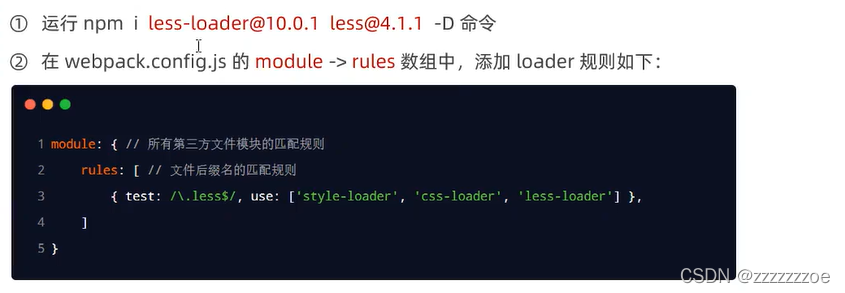 ① 运行 npm i less-loader@10.0.1 less@4.1.1 -D 命令
② 在 webpack.config.js 的 module -> rules 数组中，添加 loader 规则如下：
1 module: { // 所有第三方文件模块的匹配规则
2 rules: [ // 文件后缀名的匹配规则
3 { test: /\.less$/, use: ['style-loader', 'css-loader', 'less-loader'] },
4 ]
5 }
CSDN @zzzzzzzoe